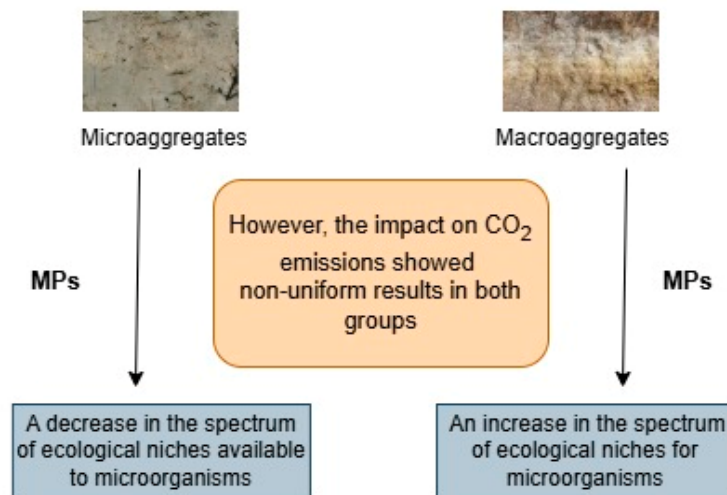 Microaggregates
Macroaggregates
However, the impact on CO₂
emissions showed
non-uniform results in both
groups
MPs
MPs
A decrease in the spectrum
of ecological niches available
to microorganisms
An increase in the spectrum
of ecological niches for
microorganisms